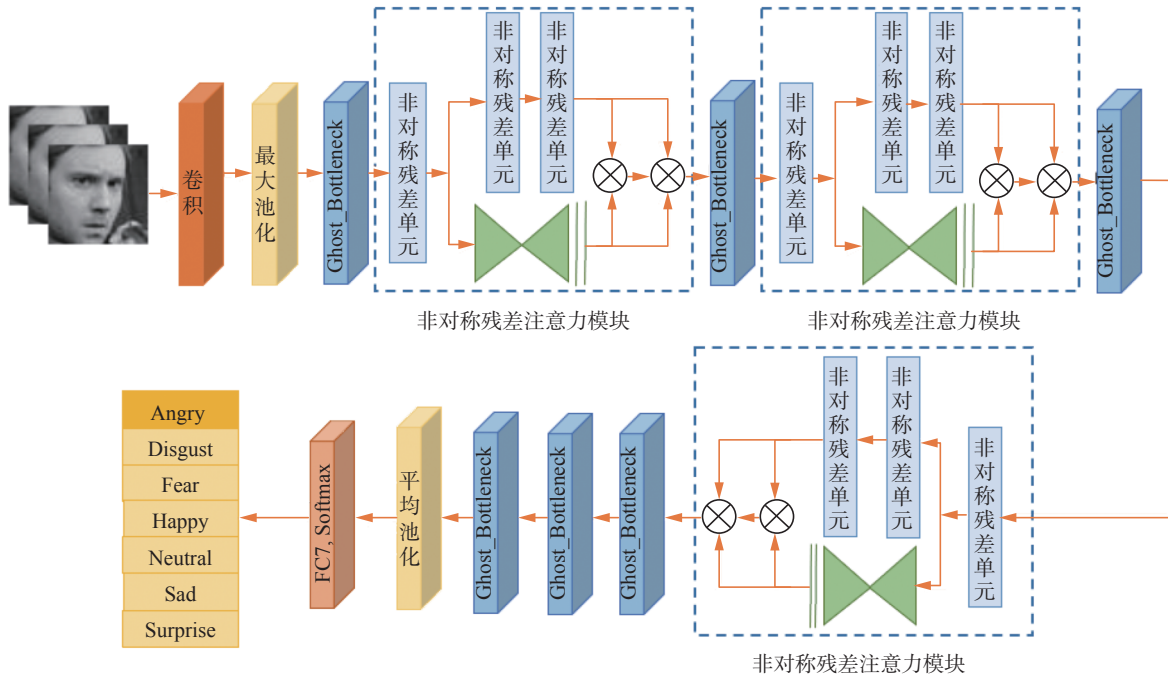 卷积
最大池化
Ghost_Bottleneck
非对称残差单元
非对称残差单元
非对称残差单元
Ghost_Bottleneck
非对称残差单元
非对称残差单元
非对称残差单元
Ghost_Bottleneck
非对称残差注意力模块
非对称残差注意力模块
Angry
Disgust
Fear
Happy
Neutral
Sad
Surprise
FC7, Softmax
平均池化
Ghost_Bottleneck
Ghost_Bottleneck
Ghost_Bottleneck
非对称残差单元
非对称残差单元
非对称残差单元
非对称残差注意力模块